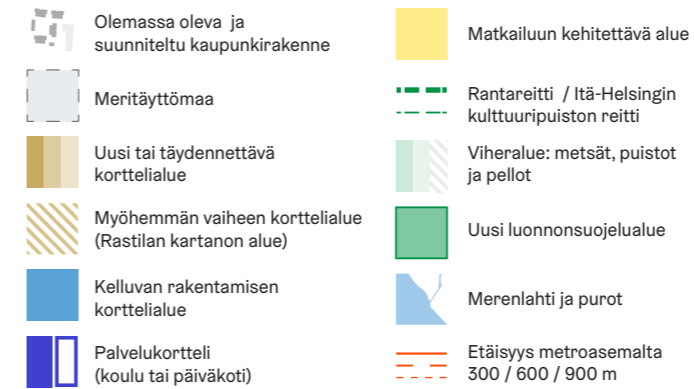 Olemassa oleva ja
suunniteltu kaupunkirakenne
Meritäyttömaa
Uusi tai täydennettävä
korttelialue
Myöhemmän vaiheen korttelialue
(Rastilan kartanon alue)
Kelluvan rakentamisen
korttelialue
Palvelukortteli
(koulu tai päiväkoti)
Matkailuun kehitettävä alue
Rantareitti / Itä-Helsingin
kulttuuripuiston reitti
Viheralue: metsät, puistot
ja pellot
Uusi luonnonsuojelualue
Merenlahti ja purot
Etäisyys metroasemalta
300 / 600 / 900 m